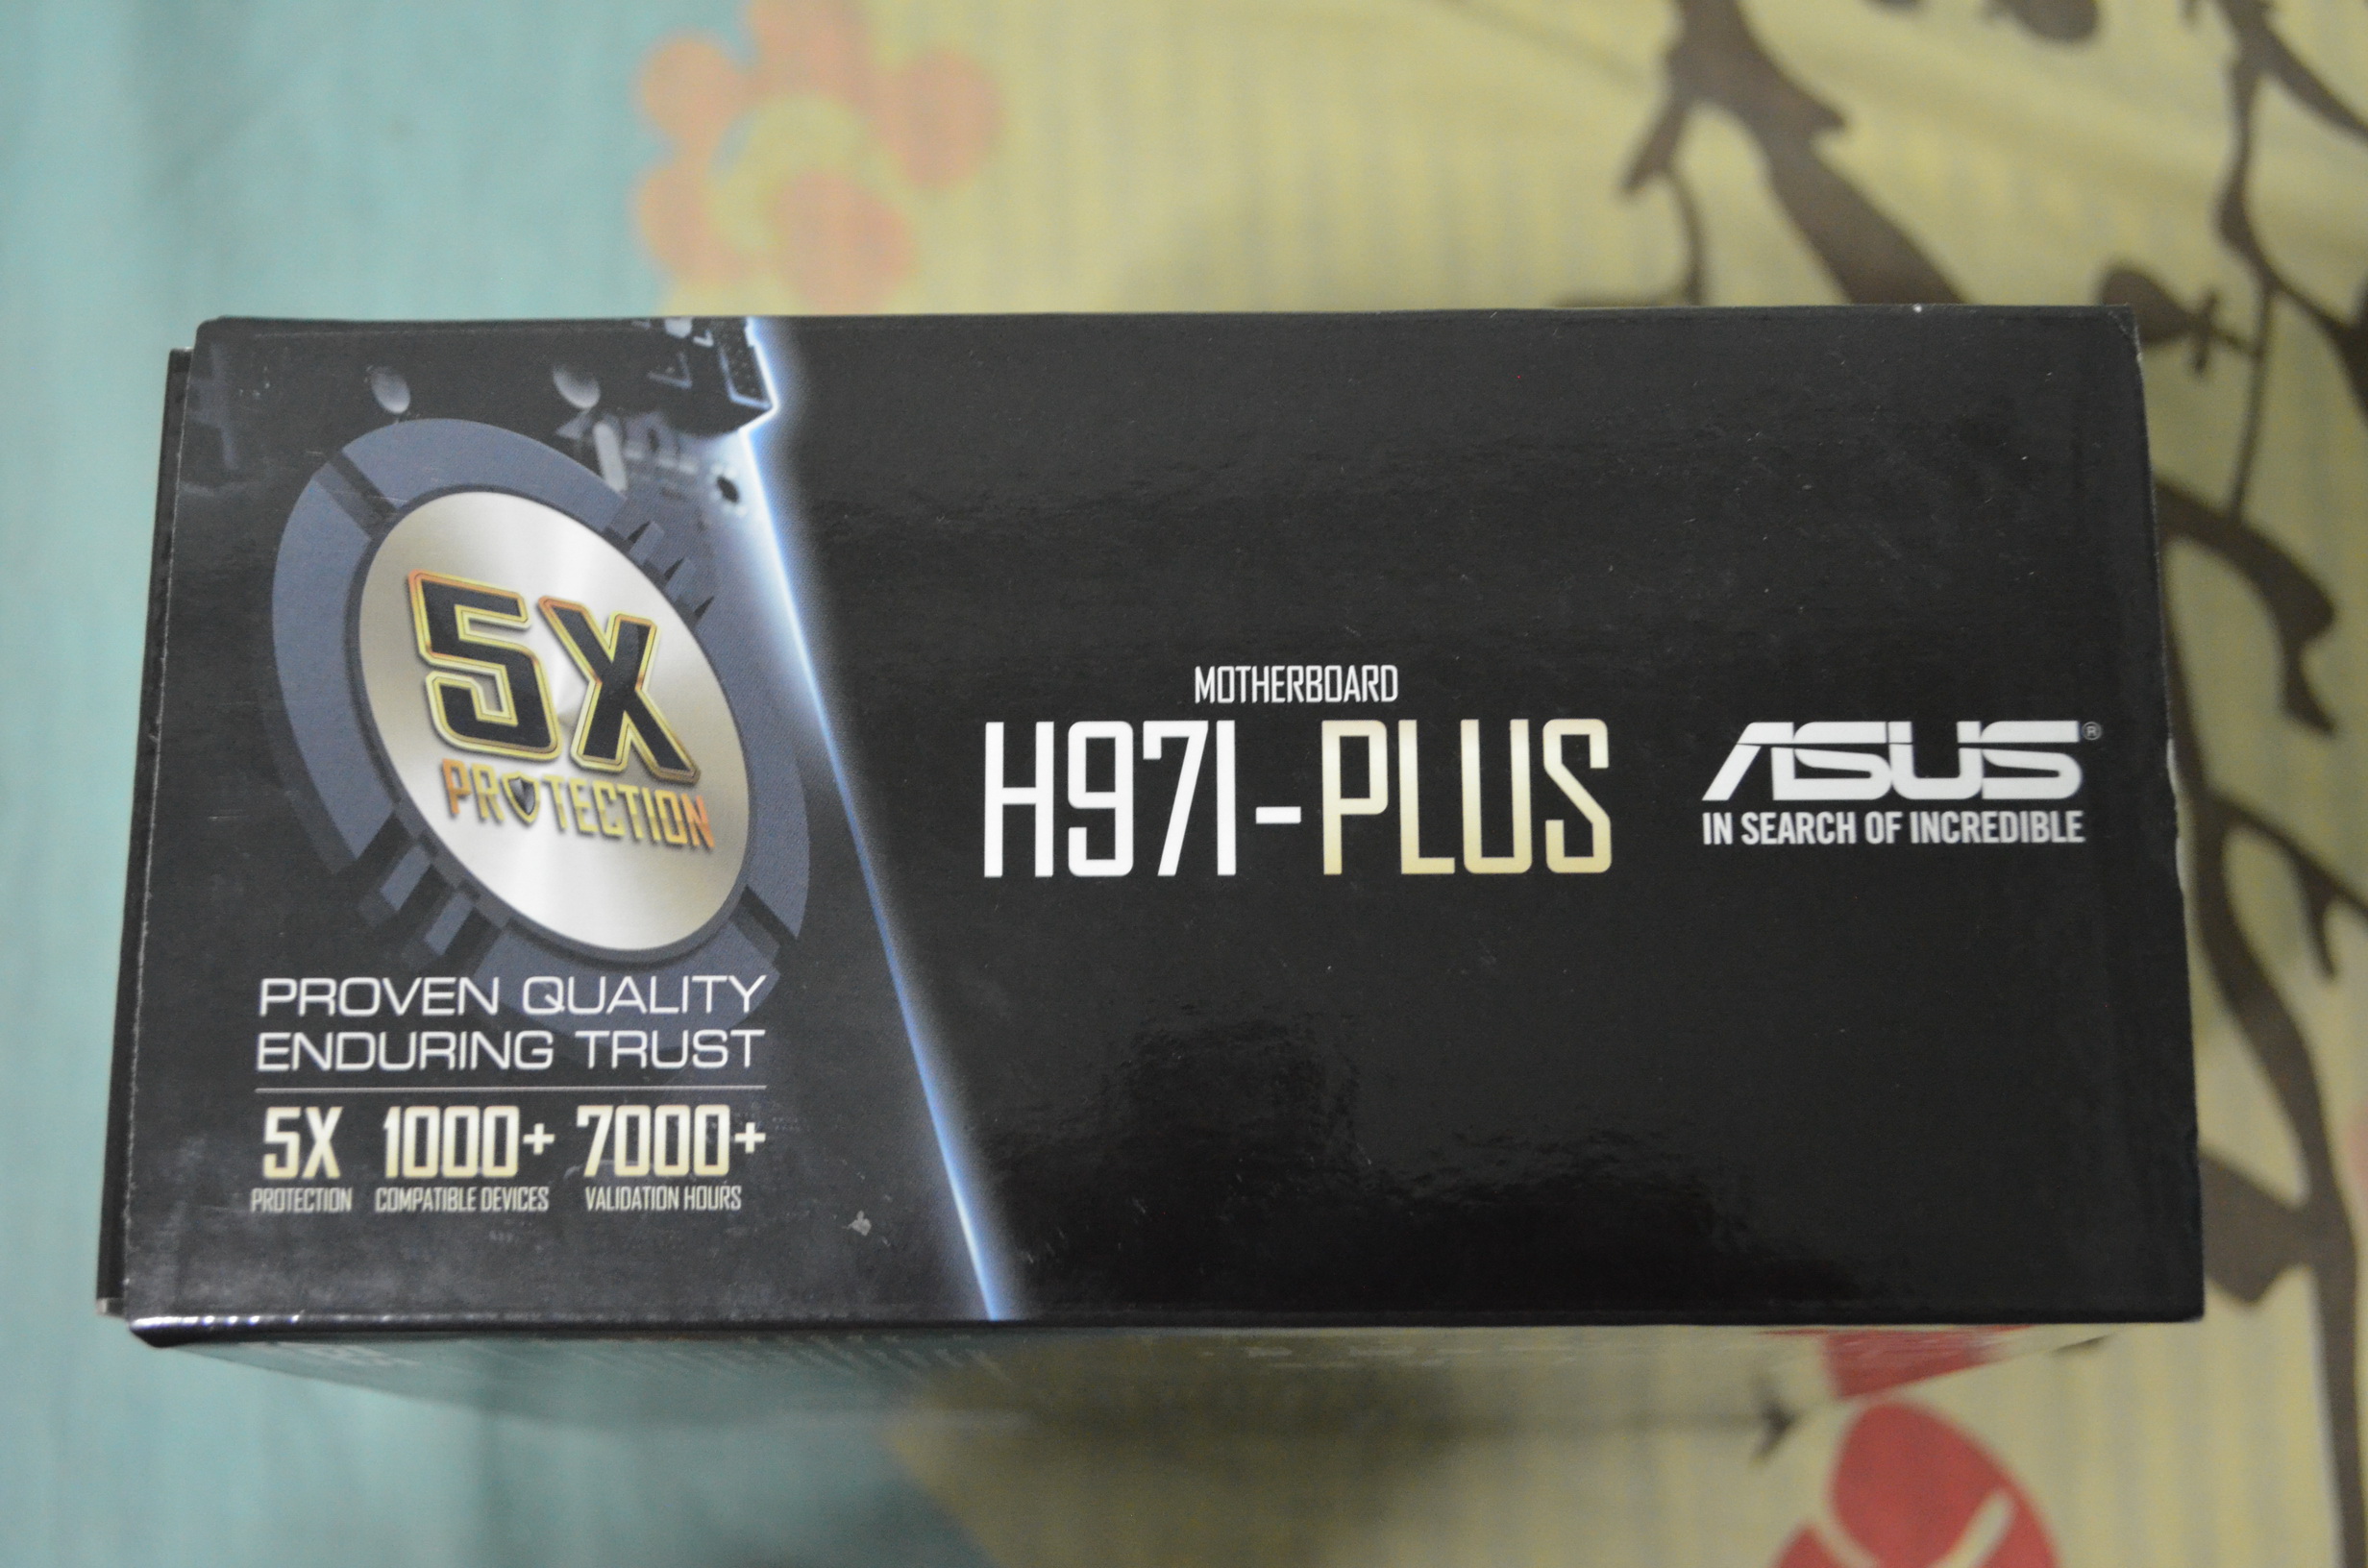 5X
PROTECTION
PROVEN QUALITY
ENDURING TRUST
5X 1000+ 7000+
PROTECTION COMPATIBLE DEVICES VALIDATION HOURS
MOTHERBOARD
H97I-PLUS
ASUS®
IN SEARCH OF INCREDIBLE